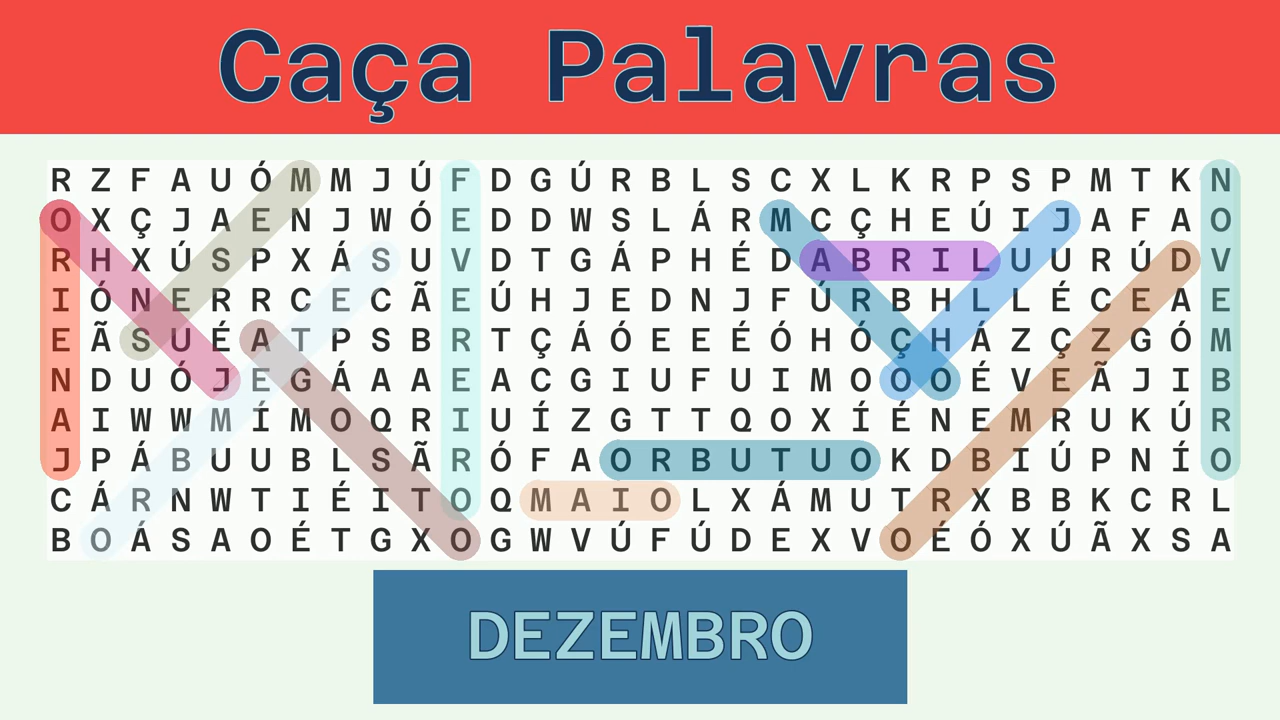 Caça Palavras
R Z F A U Ó M M J Ú F D G Ú R B L S C X L K R P S P M T K N
O X Ç J A E N J W Ó E D D W S L Á R M C Ç H E Ú I J A F A O
R H X Ú S P X Á S U V D T G Á P H É D A B R I L U U R Ú D V
I Ó N E R R C E C Ã E Ú H J E D N J F Ú R B H L L É C E A E
E Ã S U É A T P S B R T Ç Á Ó E E É Ó H Ó Ç H Á Z Ç Z G Ó M
N D U Ó J E G Á A A E A C G I U F U I M O O O É V E Ã J I B
A I W W M Í M O Q R I U Í Z G T T Q O X Í É N E M R U K Ú R
J P Á B U U B L S Ã R Ó F A O R B U T U O K D B I Ú P N Í O
C Á R N W T I É I T O Q M A I O L X Á M U T R X B B K C R L
B O Á S A O É T G X O G W V Ú F Ú D E X V O É Ó X Ú Ã X S A
DEZEMBRO